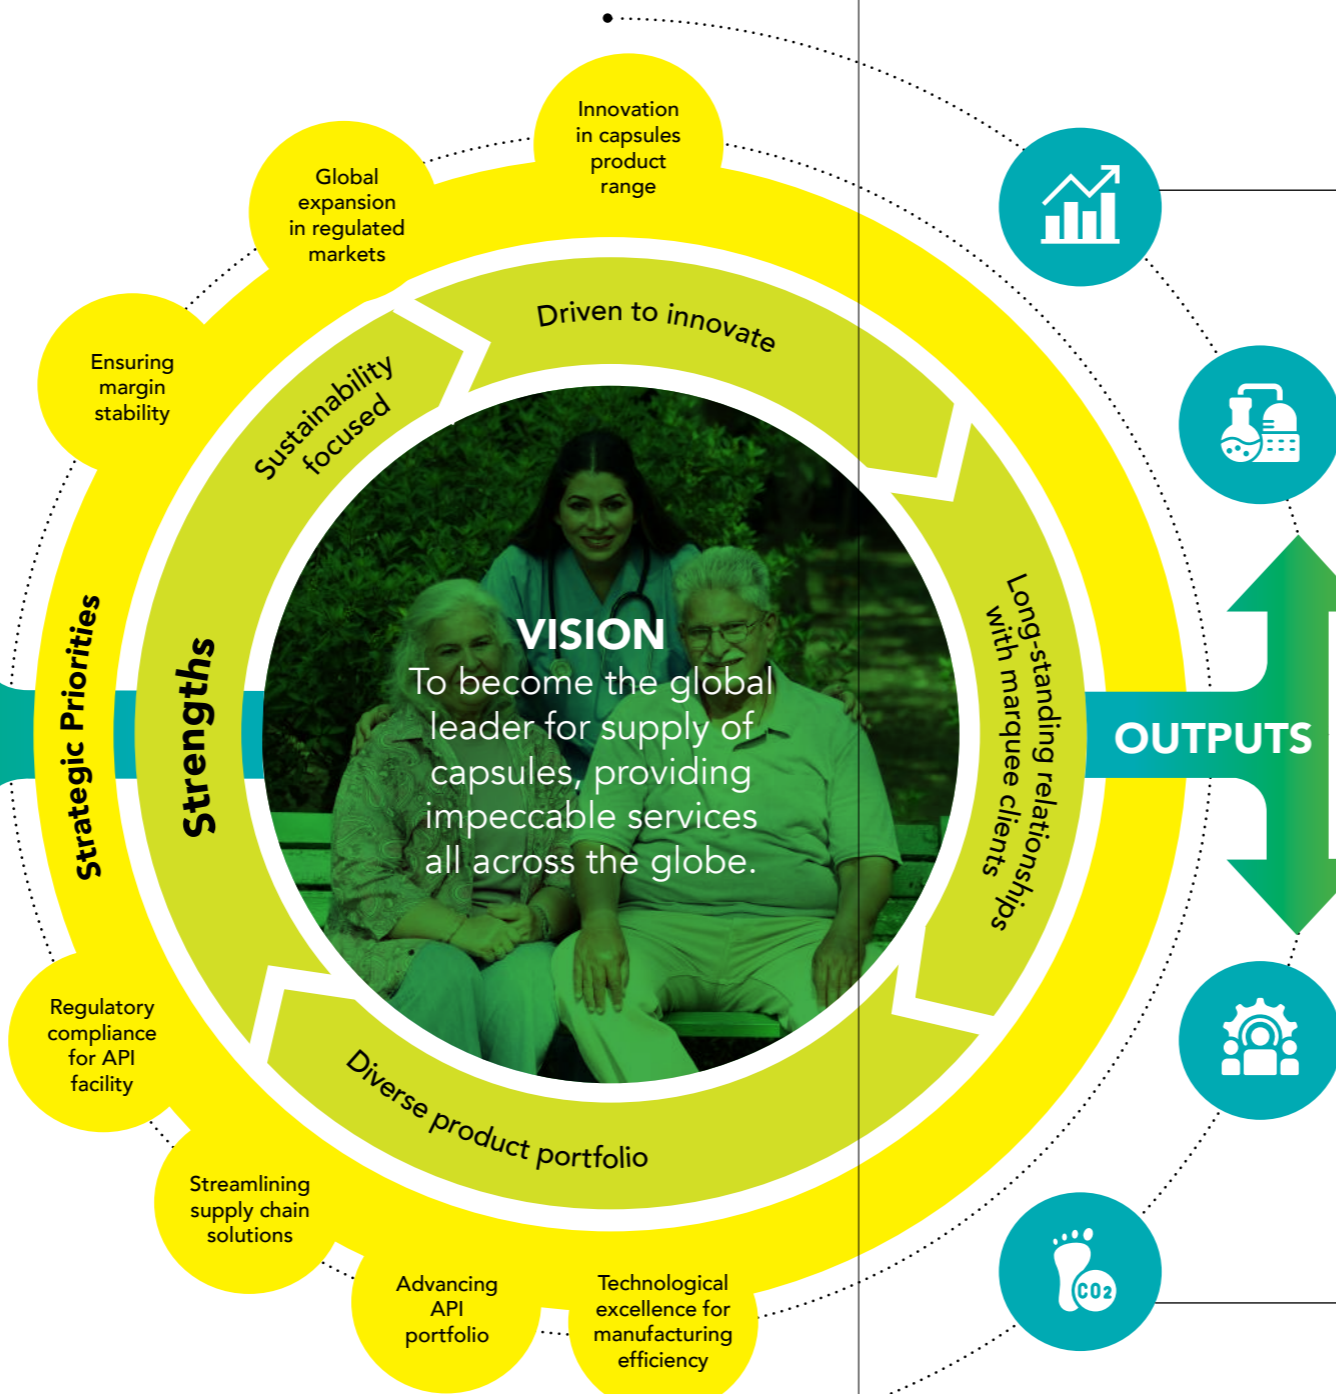 Innovation
in capsules
product
range
Global
expansion
in regulated
markets
Ensuring
margin
stability
Strategic Priorities
Regulatory
compliance
for API
facility
Streamlining
supply chain
solutions
Advancing
API
portfolio
Technological
excellence for
manufacturing
efficiency
Strengths
Sustainability
focused
Driven to innovate
Long-standing relationships
with marquee clients
Diverse product portfolio
VISION
To become the global
leader for supply of
capsules, providing
impeccable services
all across the globe.
OUTPUTS
CO2